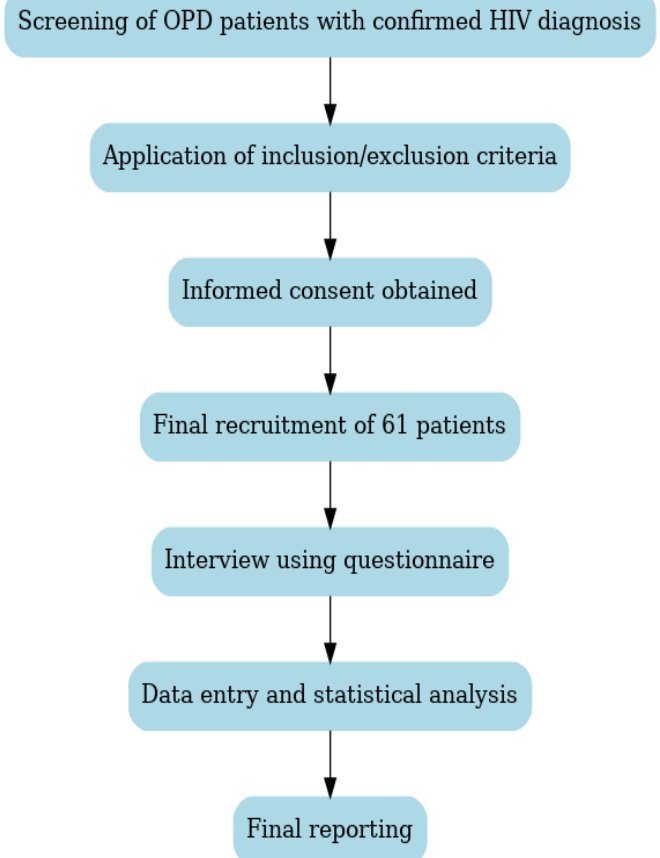 Screening of OPD patients with confirmed HIV diagnosis
Application of inclusion/exclusion criteria
Informed consent obtained
Final recruitment of 61 patients
Interview using questionnaire
Data entry and statistical analysis
Final reporting